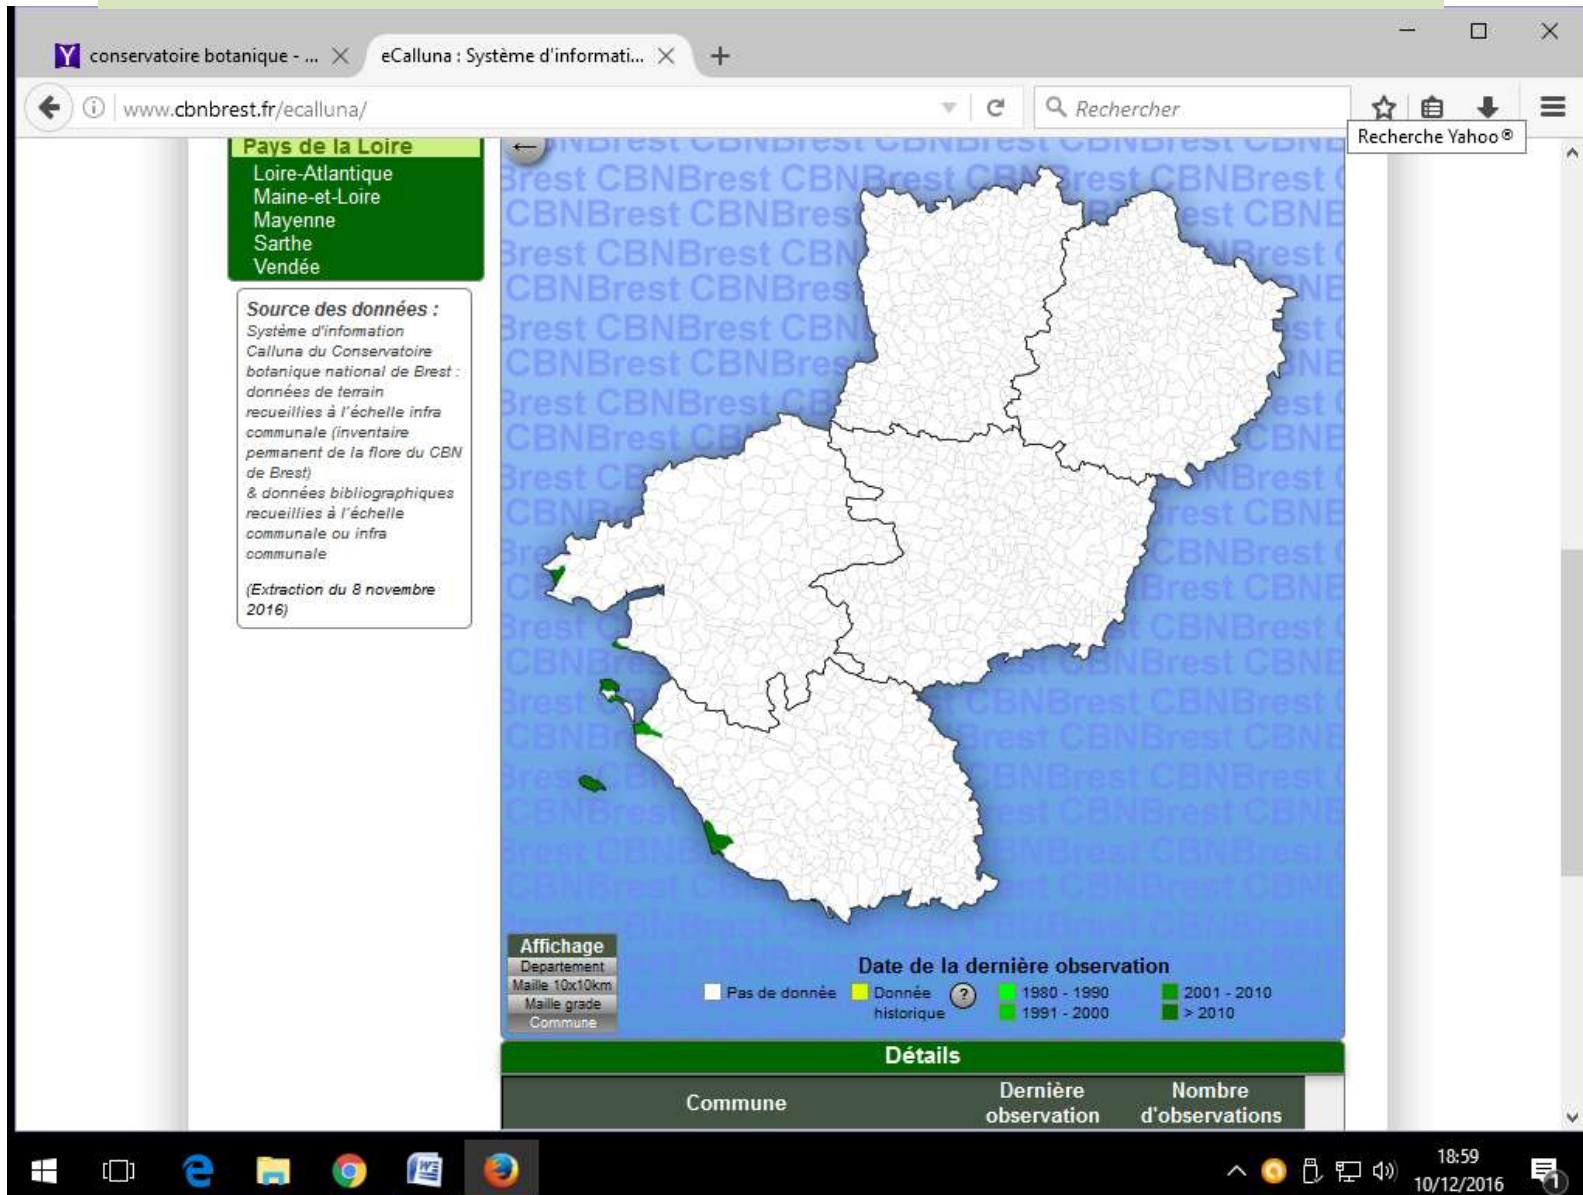 conservatoire botanique - ...
eCalluna : Système d'informati...
www.cbnbrest.fr/ecalluna/
Rechercher
Recherche Yahoo®
Pays de la Loire
Loire-Atlantique
Maine-et-Loire
Mayenne
Sarthe
Vendée
Source des données :
Système d'infomation
Calluna du Conservatoire
botanique national de Brest :
données de terrain
recueillies à l'échelle infra
communale (inventaire
permanent de la flore du CBN
de Brest)
& données bibliographiques
recueillies à l'échelle
communale ou infra
communale
(Extraction du 8 novembre
2016)
CBNBrest CBNBrest CBNBrest
Affichage
Departement
Maille 10x10km
Maille grade
Commune
Date de la dernière observation
Pas de donnée
Donnée
historique
?
1980 - 1990
1991 - 2000
2001 - 2010
> 2010
Détails
Commune
Dernière
observation
Nombre
d'observations
18:59
10/12/2016